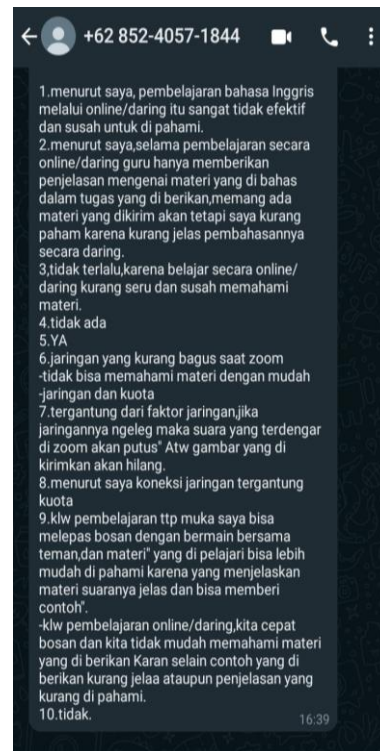 +62 852-4057-1844
1.menurut saya, pembelajaran bahasa Inggris
melalui online/daring itu sangat tidak efektif
dan susah untuk di pahami.
2.menurut saya,selama pembelajaran secara
online/daring guru hanya memberikan
penjelasan mengenai materi yang di bahas
dalam tugas yang di berikan,memang ada
materi yang dikirim akan tetapi saya kurang
paham karena kurang jelas pembahasannya
secara daring.
3,tidak terlalu,karena belajar secara online/
daring kurang seru dan susah memahami
materi.
4.tidak ada
5.YA
6.jaringan yang kurang bagus saat zoom
-tidak bisa memahami materi dengan mudah
-jaringan dan kuota
7.tergantung dari faktor jaringan,jika
jaringannya ngeleg maka suara yang terdengar
di zoom akan putus" Atw gambar yang di
kirimkan akan hilang.
8.menurut saya koneksi jaringan tergantung
kuota
9.klw pembelajaran ttp muka saya bisa
melepas bosan dengan bermain bersama
teman,dan materi" yang di pelajari bisa lebih
mudah di pahami karena yang menjelaskan
materi suaranya jelas dan bisa memberi
contoh".
-klw pembelajaran online/daring,kita cepat
bosan dan kita tidak mudah memahami materi
yang di berikan Karan selain contoh yang di
berikan kurang jelaa ataupun penjelasan yang
kurang di pahami.
10.tidak.
16:39